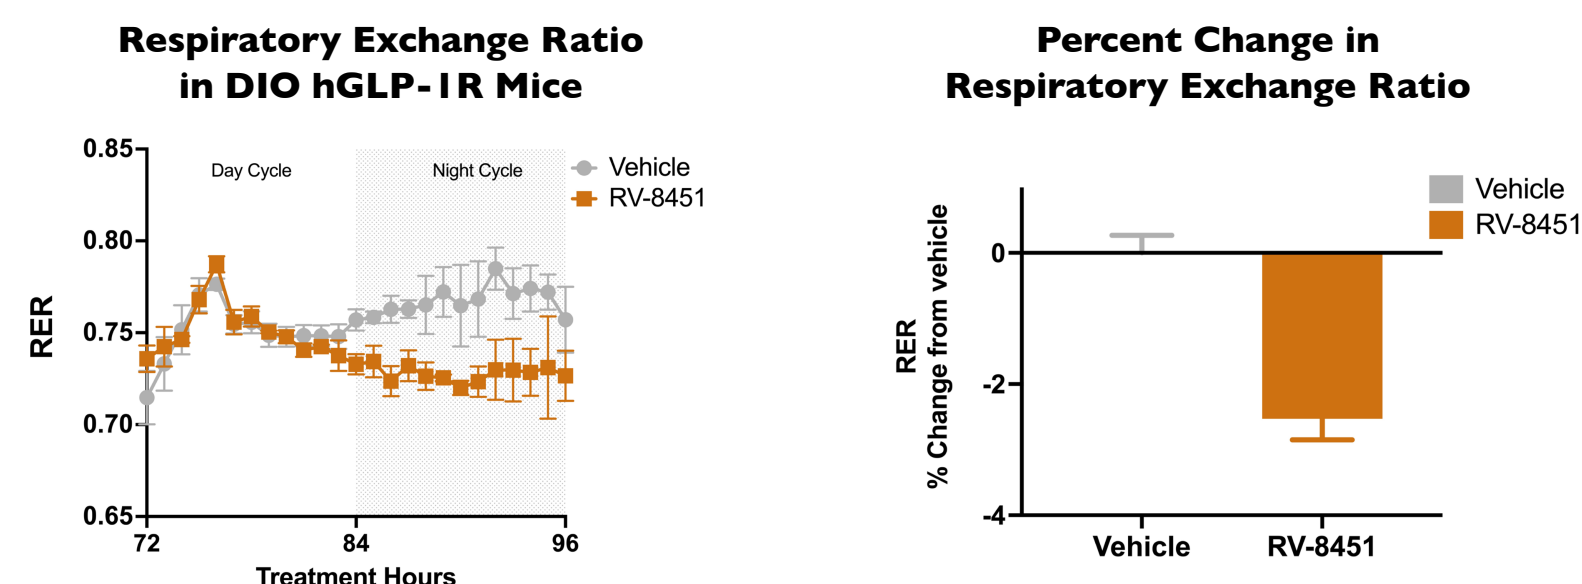 Respiratory Exchange Ratio
in DIO hGLP-1R Mice
0.85
0.80
0.75
0.70
0.65
RER
Day Cycle
Night Cycle
Vehicle
RV-8451
72
84
96
Treatment Hours
Percent Change in
Respiratory Exchange Ratio
RER
% Change from vehicle
0
-2
-4
Vehicle
RV-8451
Vehicle
RV-8451